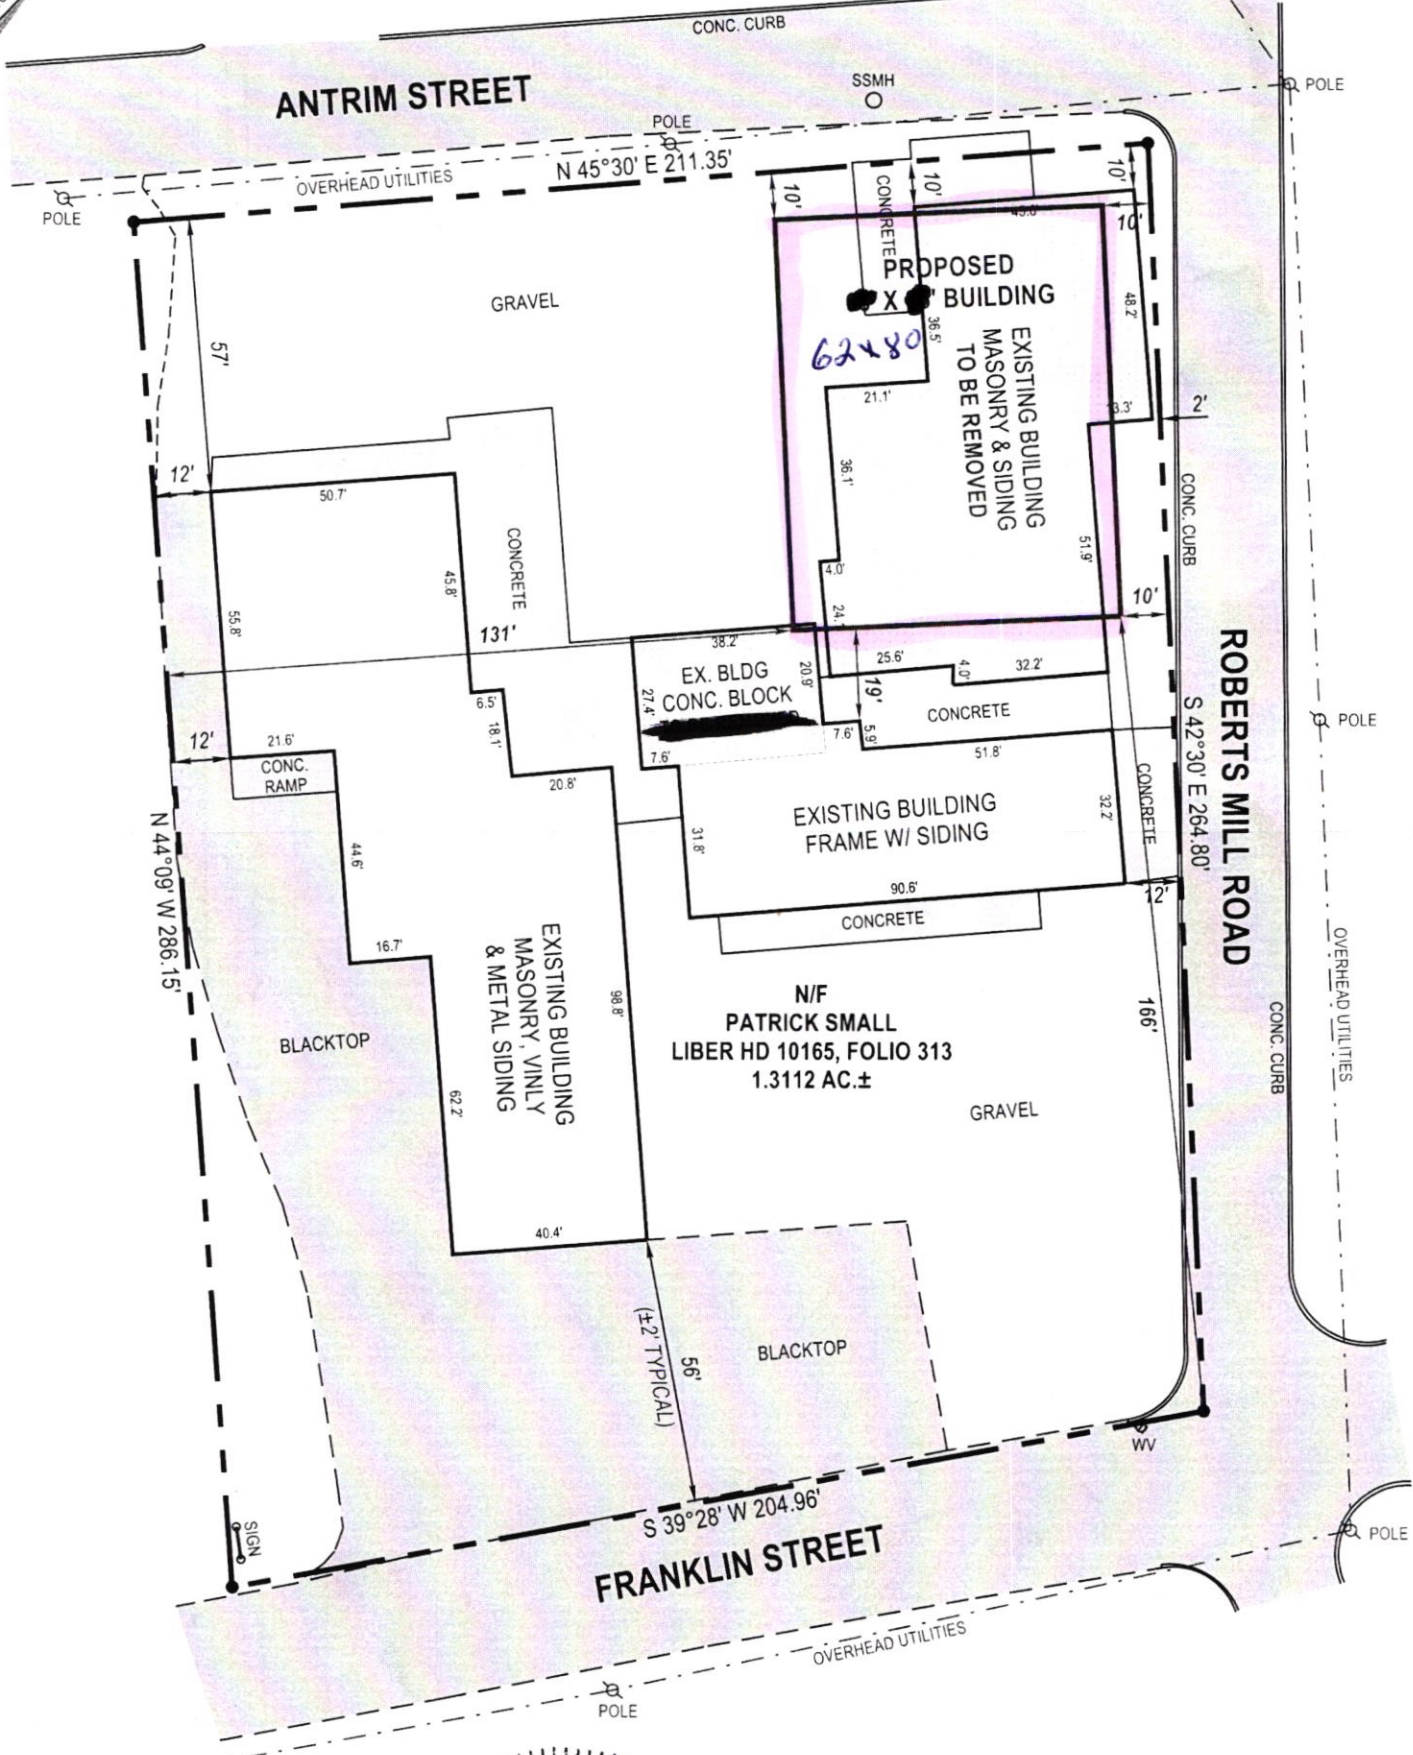 CONC. CURB
ANTRIM STREET
SSMH
POLE
POLE
POLE
N 45°30' E 211.35'
OVERHEAD UTILITIES
10'
10'
10'
10'
CONCRETE
PROPOSED
X ' BUILDING
62x80
GRAVEL
57'
48.2'
36.5'
EXISTING BUILDING
MASONRY & SIDING
TO BE REMOVED
21.1'
2'
12'
50.7'
36.1'
CONC. CURB
51.9'
4.0'
CONCRETE
45.8'
55.8'
131'
38.2'
10'
EX. BLDG
CONC. BLOCK
20.9'
27.4'
25.6'
4.0'
32.2'
19'
CONCRETE
6.5'
18.1'
7.6'
5.9'
51.8'
12'
21.6'
CONC.
RAMP
7.6'
20.8'
EXISTING BUILDING
FRAME W/ SIDING
32.2'
CONCRETE
31.8'
44.6'
90.6'
12'
CONCRETE
ROBERTS MILL ROAD
S 42°30' E 264.80'
POLE
N 44°09' W 286.15'
16.7'
EXISTING BUILDING
MASONRY, VINLY
& METAL SIDING
98.8'
N/F
PATRICK SMALL
LIBER HD 10165, FOLIO 313
1.3112 AC.±
166'
CONC. CURB
OVERHEAD UTILITIES
BLACKTOP
62.2'
GRAVEL
40.4'
56'
(±2' TYPICAL)
BLACKTOP
WV
S 39°28' W 204.96'
SIGN
FRANKLIN STREET
POLE
OVERHEAD UTILITIES
POLE